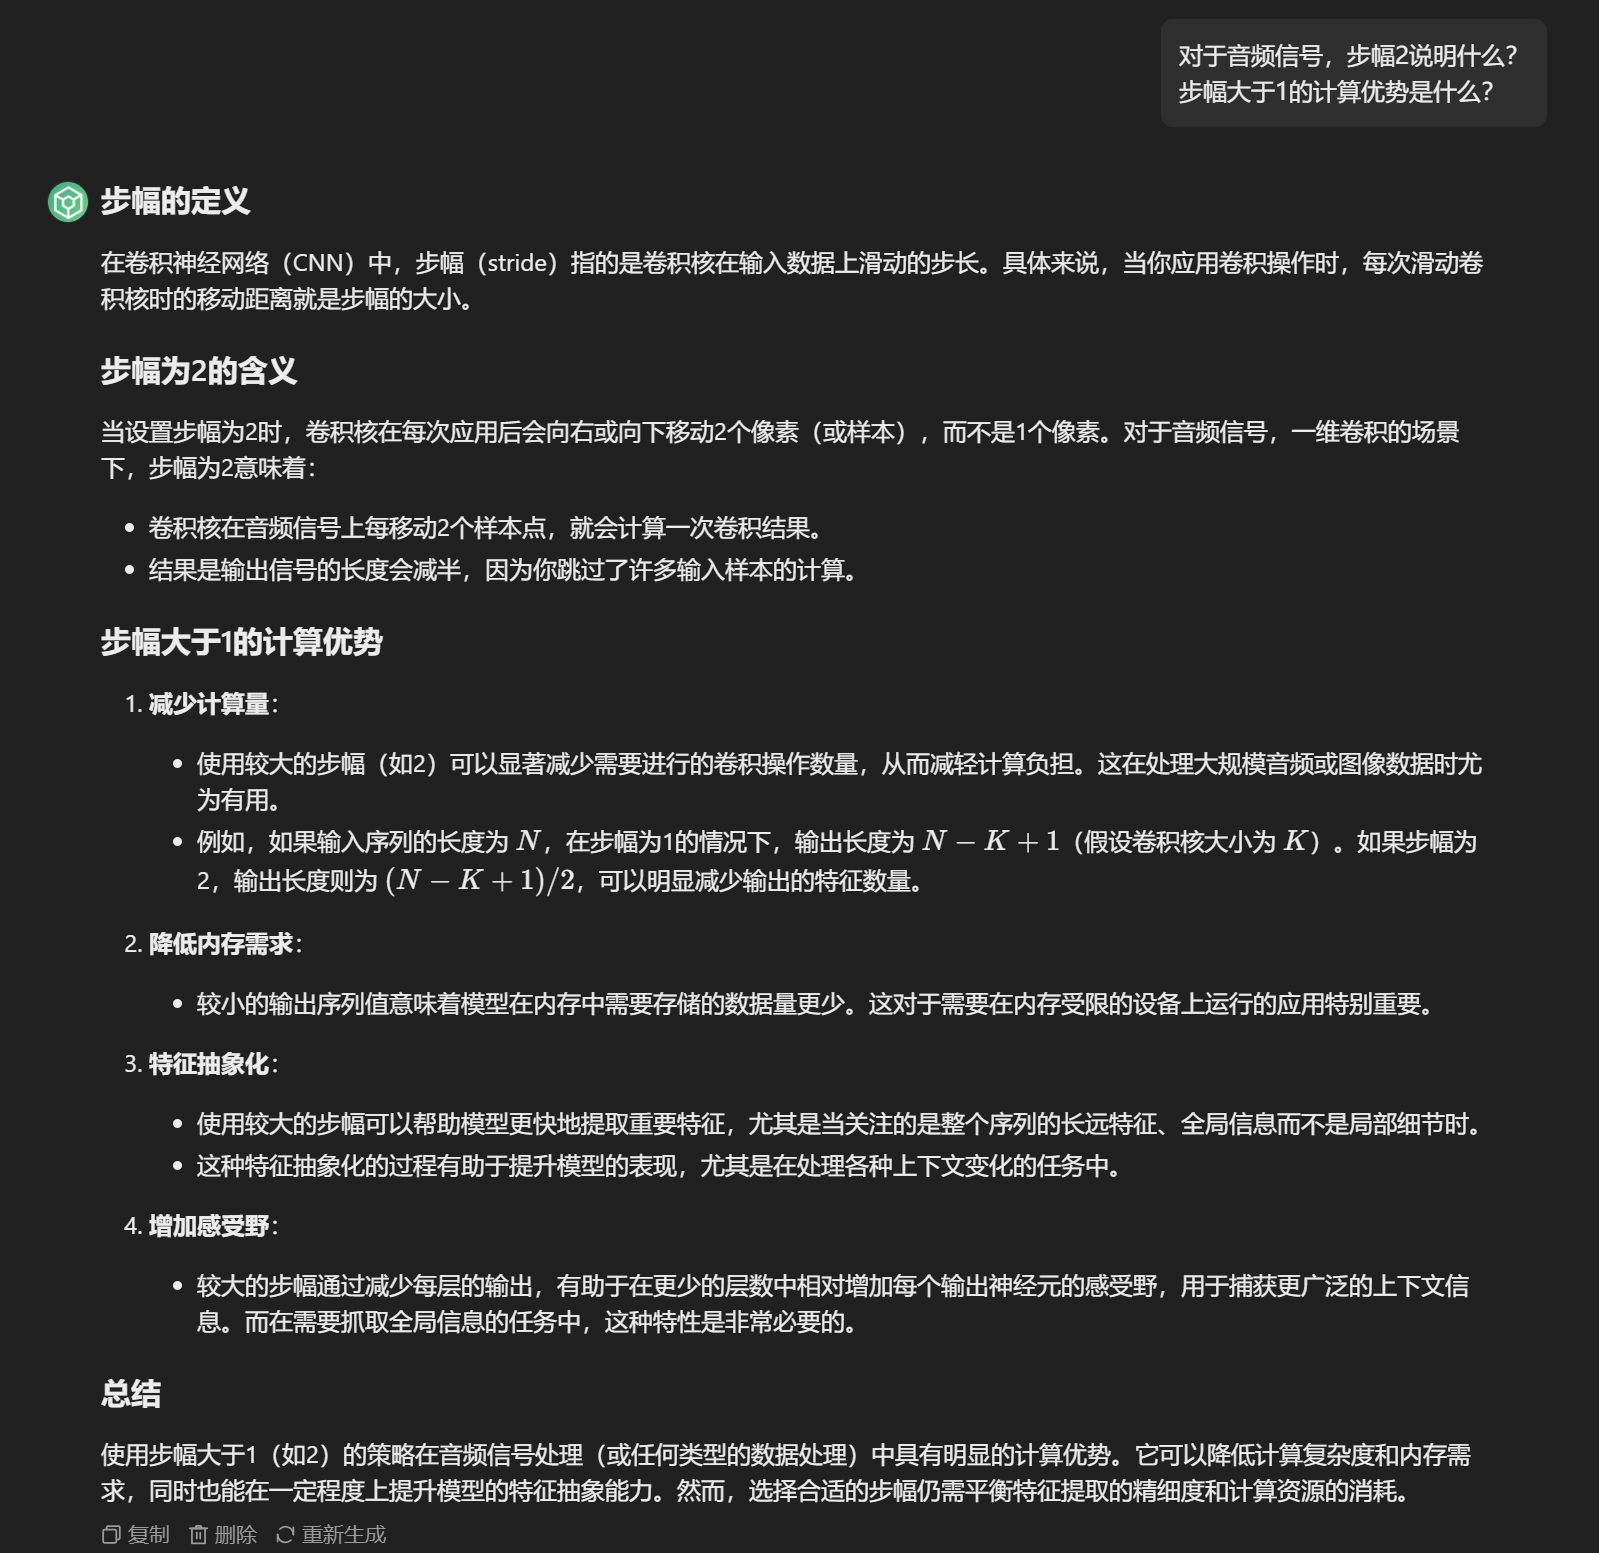 对于音频信号，步幅2说明什么？
步幅大于1的计算优势是什么？
步幅的定义
在卷积神经网络（CNN）中，步幅（stride）指的是卷积核在输入数据上滑动的步长。具体来说，当你应用卷积操作时，每次滑动卷
积核时的移动距离就是步幅的大小。
步幅为2的含义
当设置步幅为2时，卷积核在每次应用后会向右或向下移动2个像素（或样本），而不是1个像素。对于音频信号，一维卷积的场景
下，步幅为2意味着：
• 卷积核在音频信号上每移动2个样本点，就会计算一次卷积结果。
• 结果是输出信号的长度会减半，因为你跳过了许多输入样本的计算。
步幅大于1的计算优势
1. 减少计算量：
• 使用较大的步幅（如2）可以显著减少需要进行的卷积操作数量，从而减轻计算负担。这在处理大规模音频或图像数据时尤
为有用。
• 例如，如果输入序列的长度为 N，在步幅为1的情况下，输出长度为 N − K + 1（假设卷积核大小为 K）。如果步幅为
2，输出长度则为 (N − K + 1)/2，可以明显减少输出的特征数量。
2. 降低内存需求：
• 较小的输出序列值意味着模型在内存中需要存储的数据量更少。这对于需要在内存受限的设备上运行的应用特别重要。
3. 特征抽象化：
• 使用较大的步幅可以帮助模型更快地提取重要特征，尤其是当关注的是整个序列的长远特征、全局信息而不是局部细节时。
• 这种特征抽象化的过程有助于提升模型的表现，尤其是在处理各种上下文变化的任务中。
4. 增加感受野：
• 较大的步幅通过减少每层的输出，有助于在更少的层数中相对增加每个输出神经元的感受野，用于捕获更广泛的上下文信
息。而在需要抓取全局信息的任务中，这种特性是非常必要的。
总结
使用步幅大于1（如2）的策略在音频信号处理（或任何类型的数据处理）中具有明显的计算优势。它可以降低计算复杂度和内存需
求，同时也能在一定程度上提升模型的特征抽象能力。然而，选择合适的步幅仍需平衡特征提取的精细度和计算资源的消耗。
复制 删除 重新生成